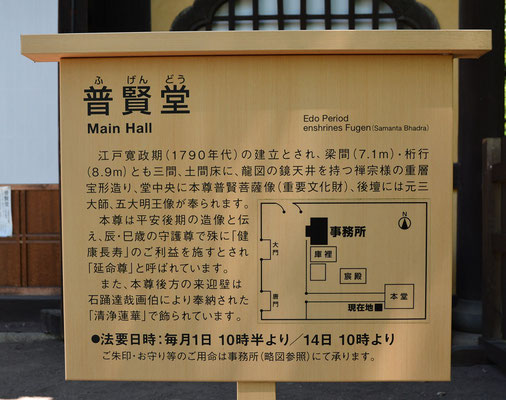 ふ げん どう
普賢堂
Main Hall
Edo Period
enshrines Fugen (Samanta Bhadra)
江戸寛政期(1790年代)の建立とされ、梁間(7.1m)・桁行
(8.9m)とも三間、土間床に、龍図の鏡天井を持つ禅宗様の重層
宝形造り、堂中央に本尊普賢菩薩像(重要文化財)、後壇には元三
大師、五大明王像が奉られます。
本尊は平安後期の造像と伝
え、辰・巳歳の守護尊で殊に「健
康長寿」のご利益を施すとされ
「延命尊」と呼ばれています。
また、本尊後方の来迎壁は
石踊達哉画伯により奉納された
「清浄蓮華」で飾られています。
N
事務所
庫裡
大門
宸殿
唐門
本堂
現在地
●法要日時:毎月1日 10時半より/14日 10時より
ご朱印・お守り等のご用命は事務所(略図参照)にて承ります。